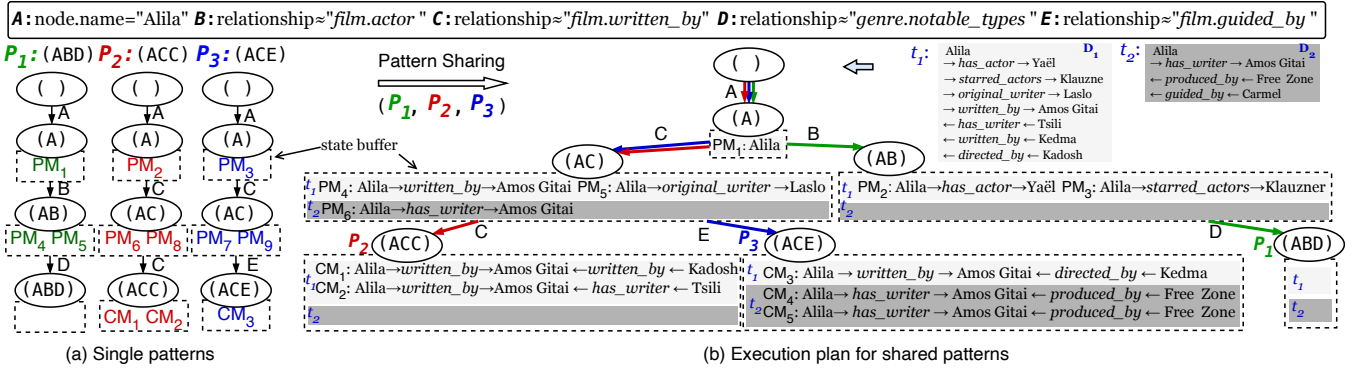 A:node.name="Alila" B:relationship≈"film.actor " C:relationship≈"film.written_by" D:relationship≈"genre.notable_types " E:relationship≈"film.guided_by "
P1:(ABD) P2:(ACC) P3:(ACE)
( ) ( ) ( )
A A A
(A) (A) (A)
PM1 PM2 PM3
B C C
(AB) (AC) (AC)
PM4 PM5 PM6 PM8 PM7 PM9
D C E
(ABD) (ACC) (ACE)
CM1 CM2 CM3
(a) Single patterns
Pattern Sharing
(P1, P2, P3)
state buffer
( )
A
(A)
PM1: Alila
C B
(AC) (AB)
t1: Alila D1
→has_actor→Yaël
→starred_actors→Klauzne
→original_writer→Laslo
→written_by→Amos Gitai
←has_writer←Tsili
←written_by←Kedma
←directed_by←Kadosh
t2: Alila D2
→has_writer→Amos Gitai
←produced_by←Free Zone
←guided_by←Carmel
t1 PM4: Alila→written_by→Amos Gitai PM5: Alila→original_writer→Laslo
t2 PM6: Alila→has_writer→Amos Gitai
t1 PM2: Alila→has_actor→Yaël PM3: Alila→starred_actors→Klauzner
t2
P2 (ACC) C E P3 (ACE) D P1 (ABD)
t1 CM1: Alila→written_by→Amos Gitai ←written_by← Kadosh
CM2: Alila→written_by→Amos Gitai ← has_writer ← Tsili
t2
t1 CM3: Alila → written_by → Amos Gitai ← directed_by ← Kedma
t2 CM4: Alila→ has_writer → Amos Gitai ← produced_by ← Free Zone
CM5: Alila→ has_writer → Amos Gitai ← produced_by ← Free Zone
t1
t2
(b) Execution plan for shared patterns